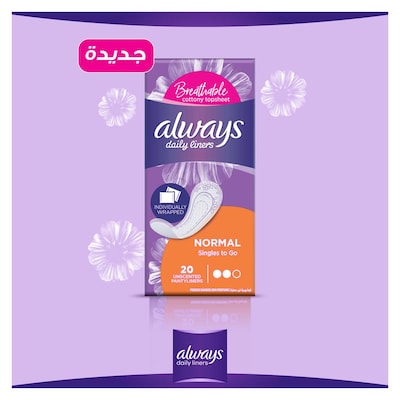 جديدة
Breathable
cottony topsheet
always
daily liners
INDIVIDUALLY
WRAPPED
NORMAL
Singles to Go
20
UNSCENTED
PANTYLINERS
always
daily liners